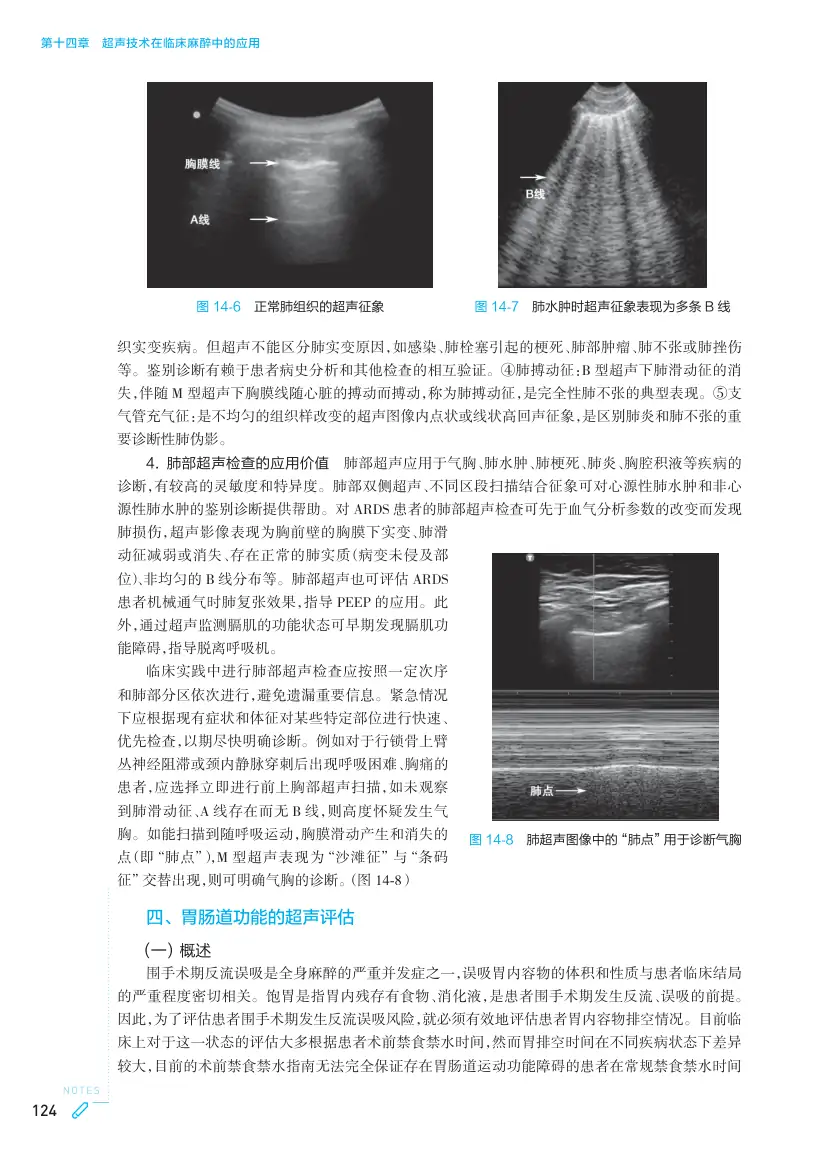 第十四章 超声技术在临床麻醉中的应用
胸膜线
A线
B线
图 14-6 正常肺组织的超声征象
图 14-7 肺水肿时超声征象表现为多条 B 线
织实变疾病。但超声不能区分肺实变原因,如感染、肺栓塞引起的梗死、肺部肿瘤、肺不张或肺挫伤
等。鉴别诊断有赖于患者病史分析和其他检查的相互验证。④肺搏动征:B 型超声下肺滑动征的消
失,伴随 M 型超声下胸膜线随心脏的搏动而搏动,称为肺搏动征,是完全性肺不张的典型表现。⑤支
气管充气征:是不均匀的组织样改变的超声图像内点状或线状高回声征象,是区别肺炎和肺不张的重
要诊断性肺伪影。
4. 肺部超声检查的应用价值 肺部超声应用于气胸、肺水肿、肺梗死、肺炎、胸腔积液等疾病的
诊断,有较高的灵敏度和特异度。肺部双侧超声、不同区段扫描结合征象可对心源性肺水肿和非心
源性肺水肿的鉴别诊断提供帮助。对 ARDS 患者的肺部超声检查可先于血气分析参数的改变而发现
肺损伤,超声影像表现为胸前壁的胸膜下实变、肺滑
动征减弱或消失、存在正常的肺实质(病变未侵及部
位)、非均匀的 B 线分布等。肺部超声也可评估 ARDS
患者机械通气时肺复张效果,指导 PEEP 的应用。此
外,通过超声监测膈肌的功能状态可早期发现膈肌功
能障碍,指导脱离呼吸机。
临床实践中进行肺部超声检查应按照一定次序
和肺部分区依次进行,避免遗漏重要信息。紧急情况
下应根据现有症状和体征对某些特定部位进行快速、
优先检查,以期尽快明确诊断。例如对于行锁骨上臂
丛神经阻滞或颈内静脉穿刺后出现呼吸困难、胸痛的
患者,应选择立即进行前上胸部超声扫描,如未观察
到肺滑动征、A 线存在而无 B 线,则高度怀疑发生气
胸。如能扫描到随呼吸运动,胸膜滑动产生和消失的
点(即“肺点”),M 型超声表现为“沙滩征”与“条码
征”交替出现,则可明确气胸的诊断。(图 14-8)
肺点
图 14-8 肺超声图像中的“肺点”用于诊断气胸
四、胃肠道功能的超声评估
(一)概述
围手术期反流误吸是全身麻醉的严重并发症之一,误吸胃内容物的体积和性质与患者临床结局
的严重程度密切相关。饱胃是指胃内残存有食物、消化液,是患者围手术期发生反流、误吸的前提。
因此,为了评估患者围手术期发生反流误吸风险,就必须有效地评估患者胃内容物排空情况。目前临
床上对于这一状态的评估大多根据患者术前禁食禁水时间,然而胃排空时间在不同疾病状态下差异
较大,目前的术前禁食禁水指南无法完全保证存在胃肠道运动功能障碍的患者在常规禁食禁水时间
NOTES
124